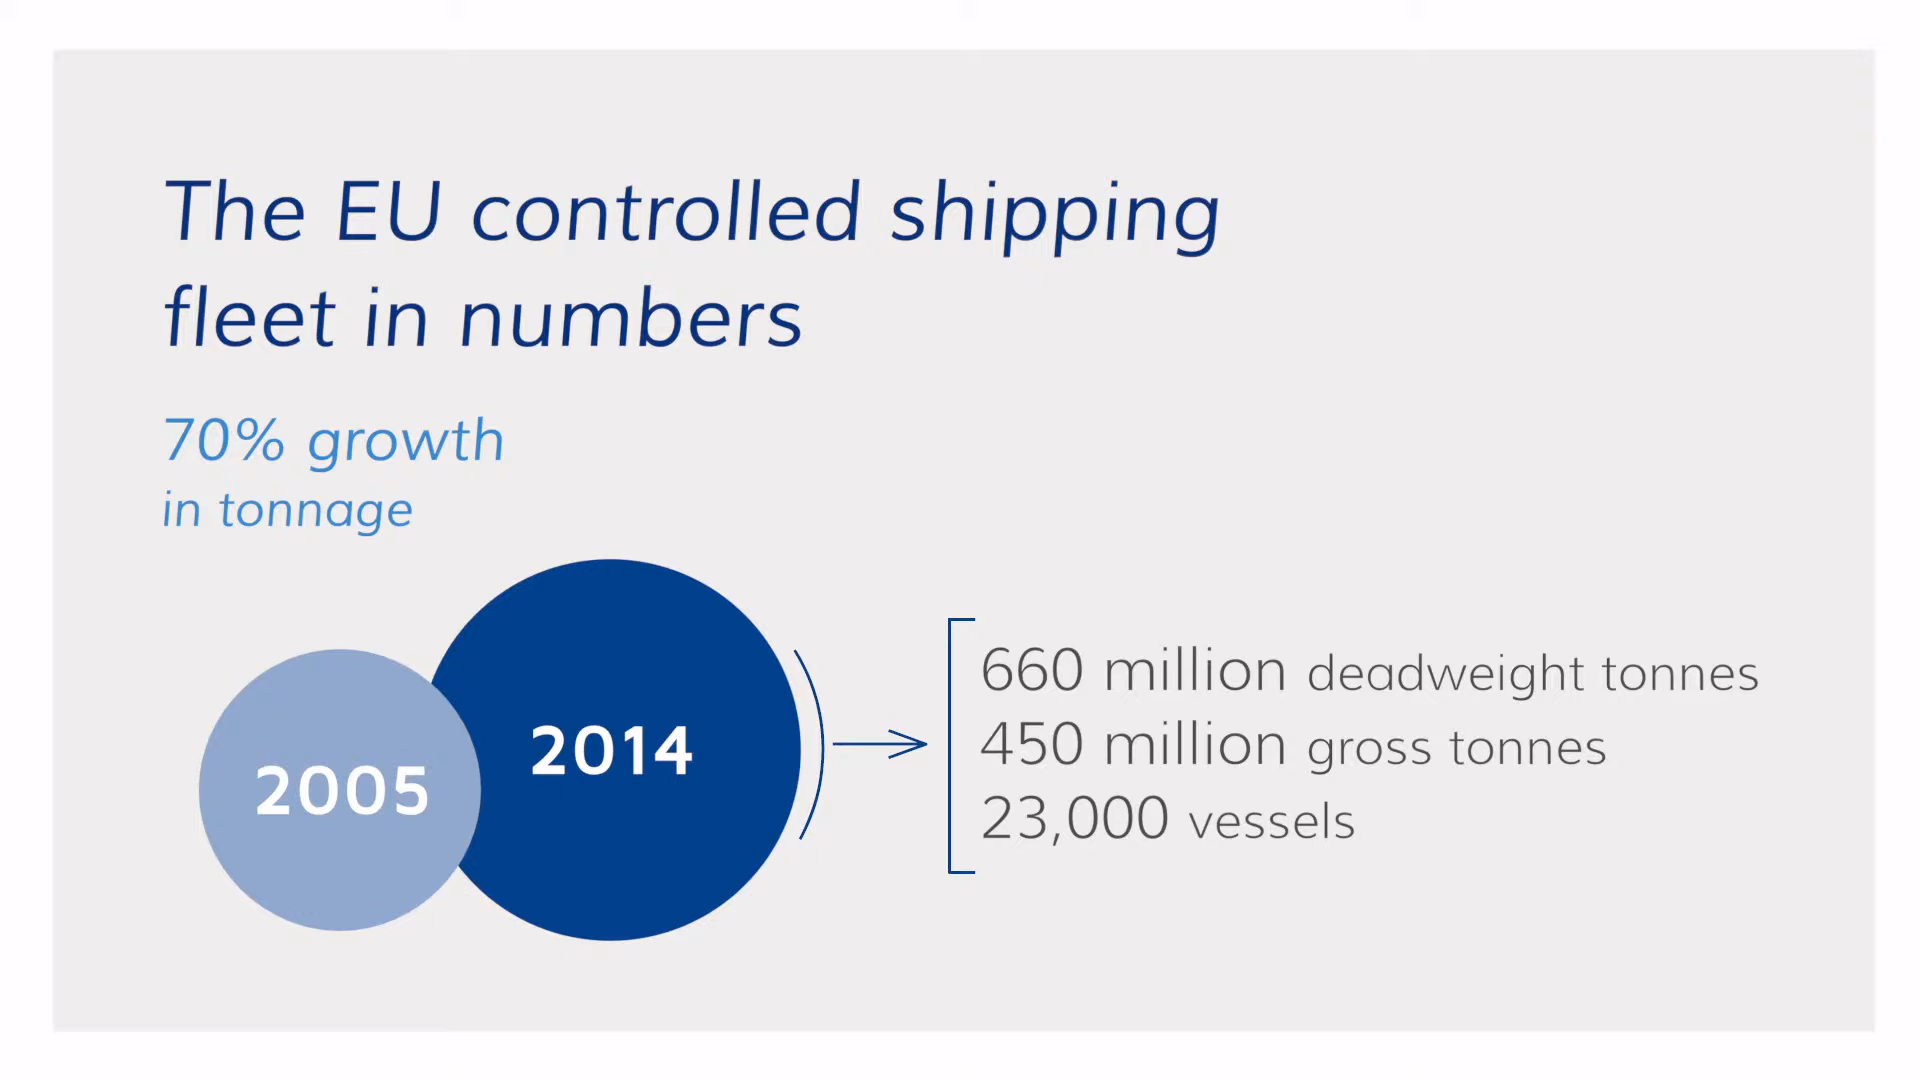 The EU controlled shipping
fleet in numbers
70% growth
in tonnage
2005
2014
660 million deadweight tonnes
450 million gross tonnes
23,000 vessels